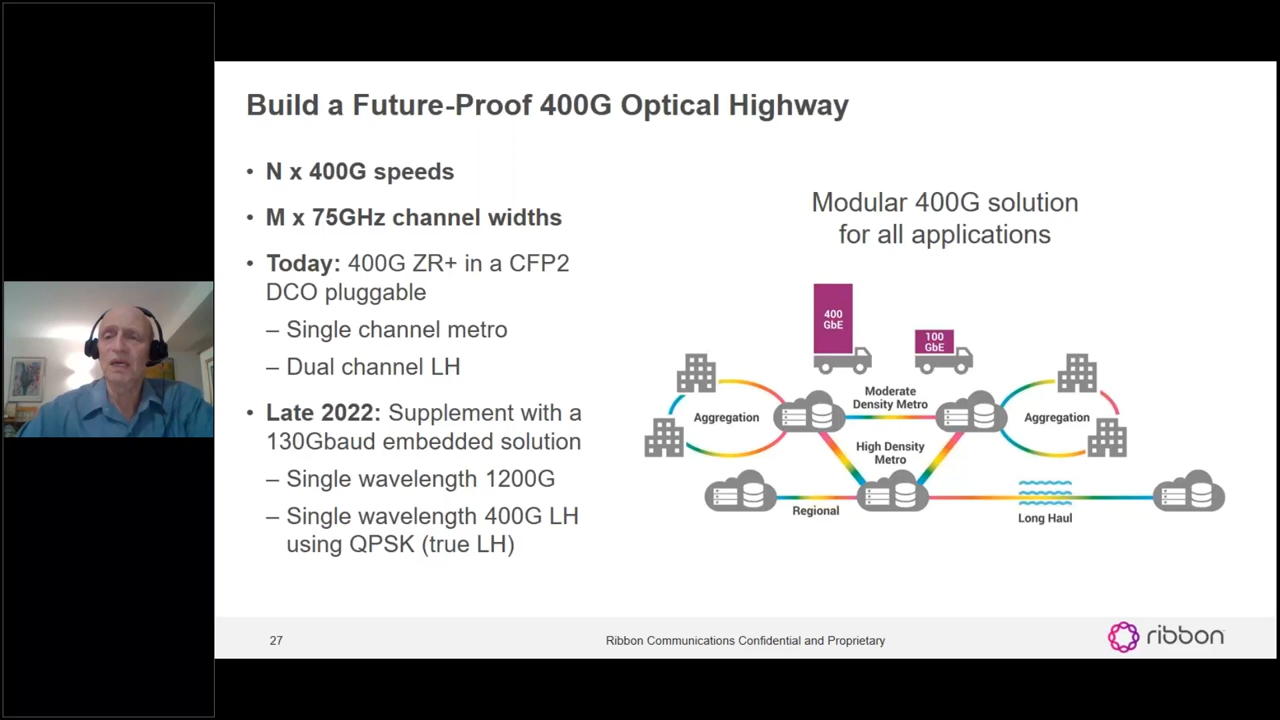 Build a Future-Proof 400G Optical Highway
• N x 400G speeds
• M x 75GHz channel widths
• Today: 400G ZR+ in a CFP2
DCO pluggable
– Single channel metro
– Dual channel LH
• Late 2022: Supplement with a
130Gbaud embedded solution
– Single wavelength 1200G
– Single wavelength 400G LH
using QPSK (true LH)
Modular 400G solution
for all applications
400
GbE
100
GbE
Aggregation
Moderate
Density Metro
Aggregation
High Density
Metro
Regional
Long Haul
27
Ribbon Communications Confidential and Proprietary
ribbon